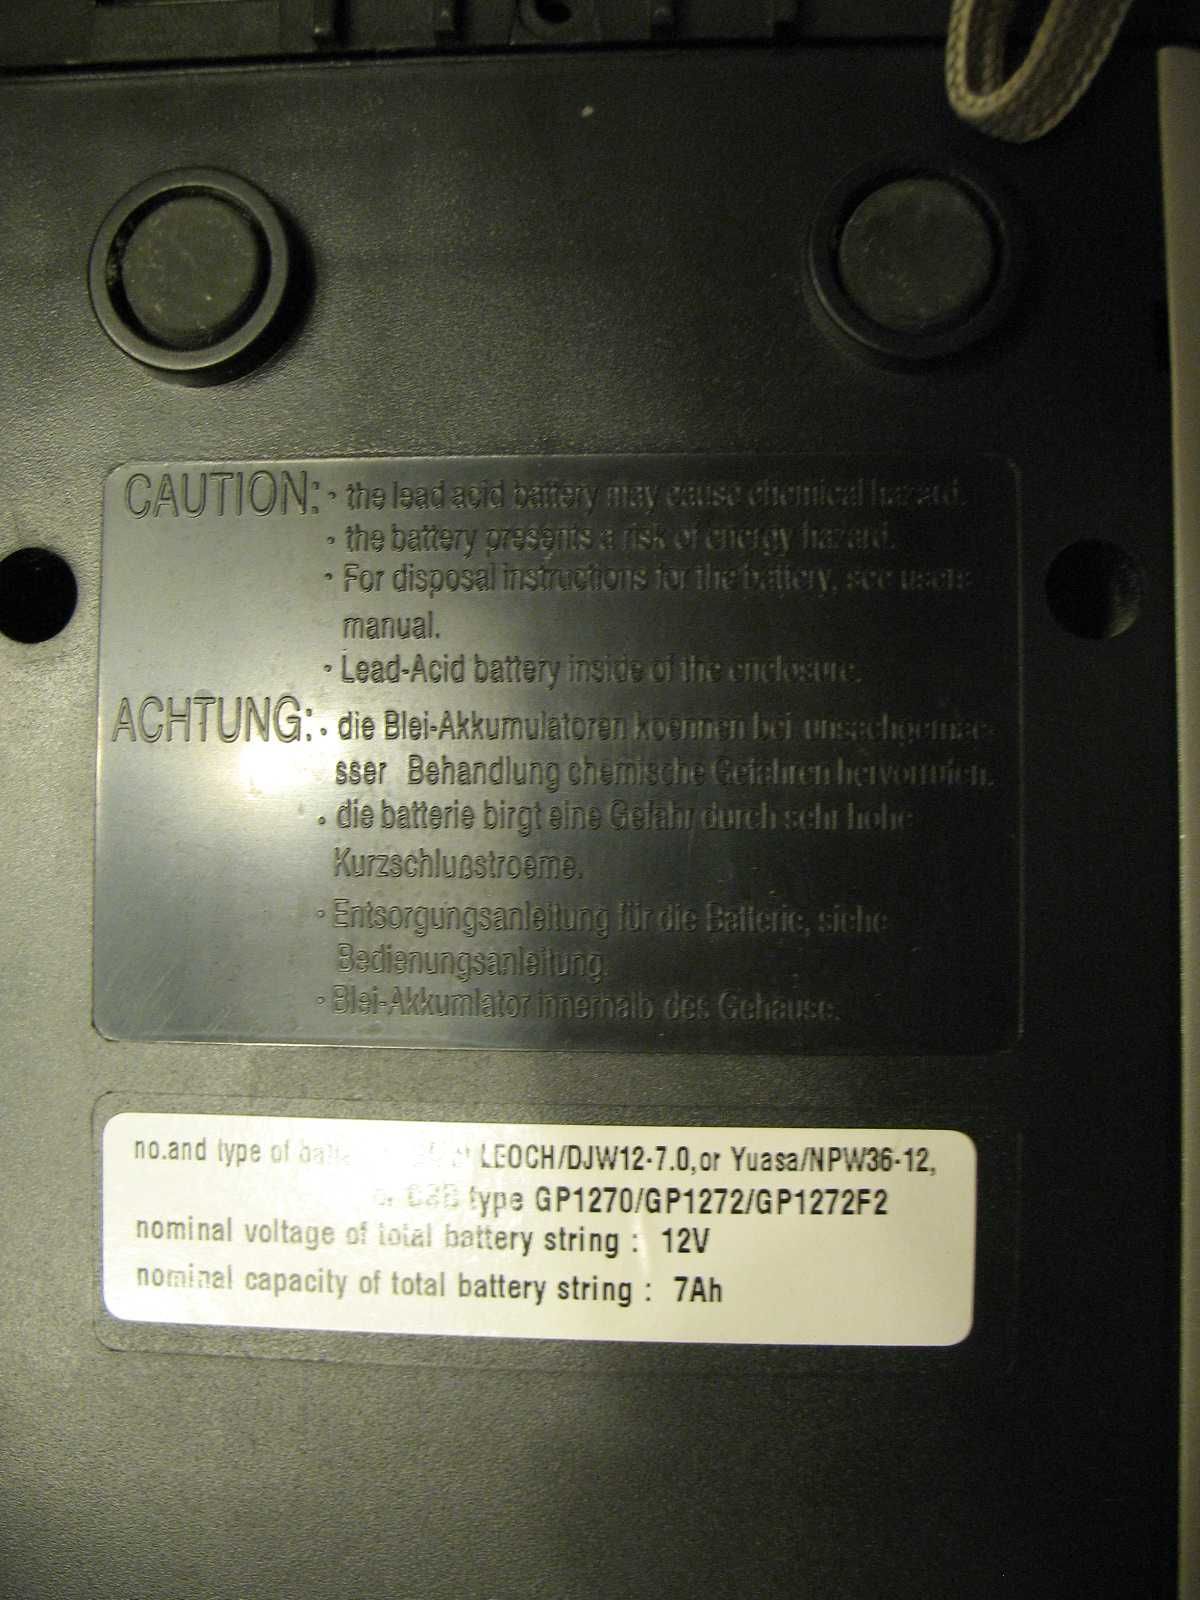 CAUTION: · the lead acid battery may cause chemical hazard.
· the battery presents a risk of energy hazard.
· For disposal instructions for the battery, see users
manual.
· Lead-Acid battery inside of the enclosure.
ACHTUNG: · die Blei-Akkumulatoren koennen bei unsachgemae-
sser Behandlung chemische Gefahren hervorrufen.
· die batterie birgt eine Gefahr durch sehr hohe
Kurzschlußstroeme.
· Entsorgungsanleitung für die Batterie, siehe
Bedienungsanleitung.
· Blei-Akkumlator innerhalb des Gehause.
no.and type of LEOCH/DJW12-7.0,or Yuasa/NPW36-12,
or CSB type GP1270/GP1272/GP1272F2
nominal voltage of total battery string : 12V
nominal capacity of total battery string : 7Ah